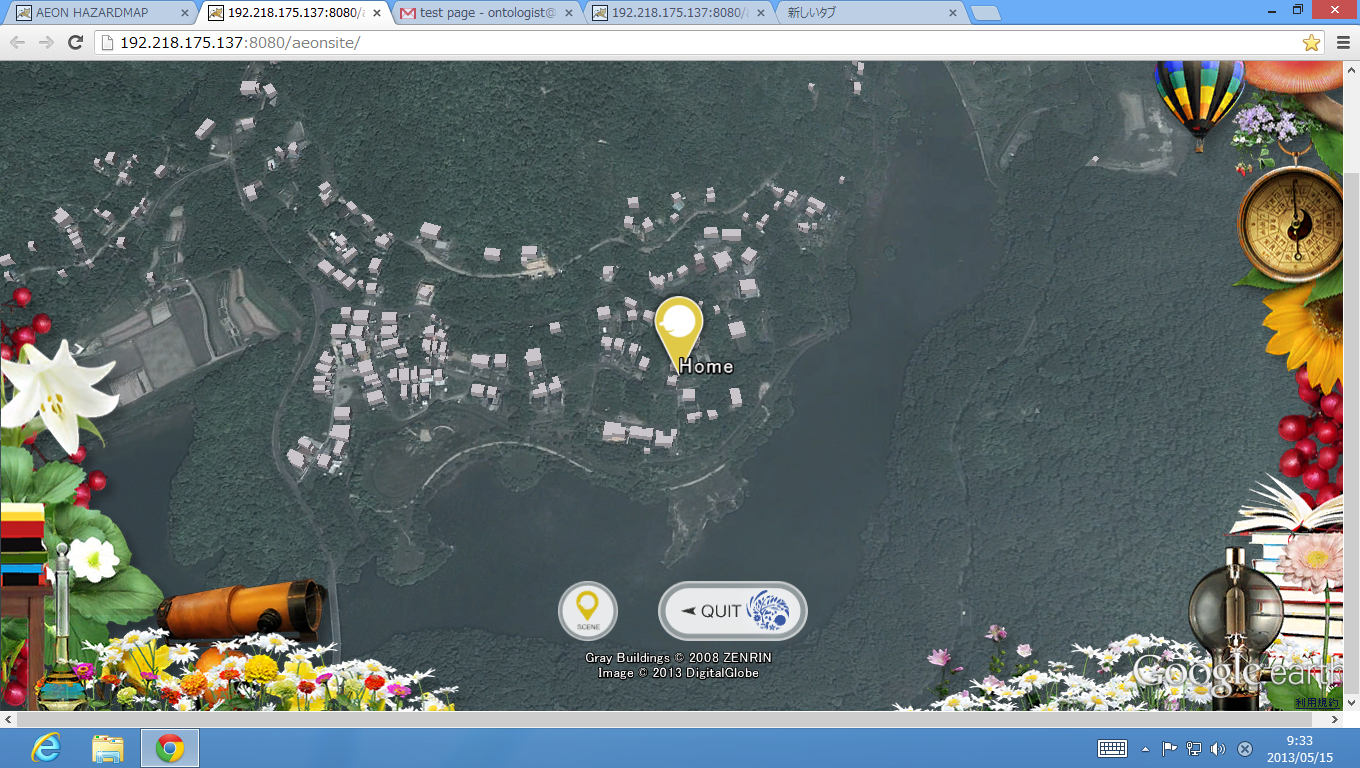 AEON HAZARDMAP
192.218.175.137:8080/a
test page - ontologist@
192.218.175.137:8080/a
新しいタブ
192.218.175.137:8080/aeonsite/
Home
SCENE
QUIT
Gray Buildings © 2008 ZENRIN
Image © 2013 DigitalGlobe
Google earth
利用規約
9:33
2013/05/15